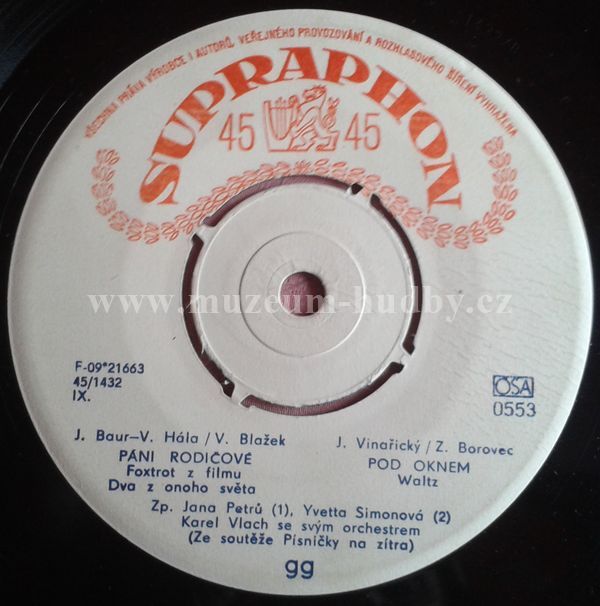 VŠECHNA PRÁVA VÝROBCE I AUTORŮ, VEŘEJNÉHO PROVOZOVÁNÍ A ROZHLASOVÉHO ŠÍŘENÍ VYHRAŽENA
SUPRAPHON
45 45
www.muzeum-hudby.cz
F-09*21663
45/1432
IX.
ČSA
0553
J. Baur-V. Hála/V. Blažek
PÁNI RODIČOVÉ
Foxtrot z filmu
Dva z onoho světa
J. Vinařický/Z. Borovec
POD OKNEM
Waltz
Zp. Jana Petrů (1), Yvetta Simonová (2)
Karel Vlach se svým orchestrem
(Ze soutěže Písničky na zítra)
gg